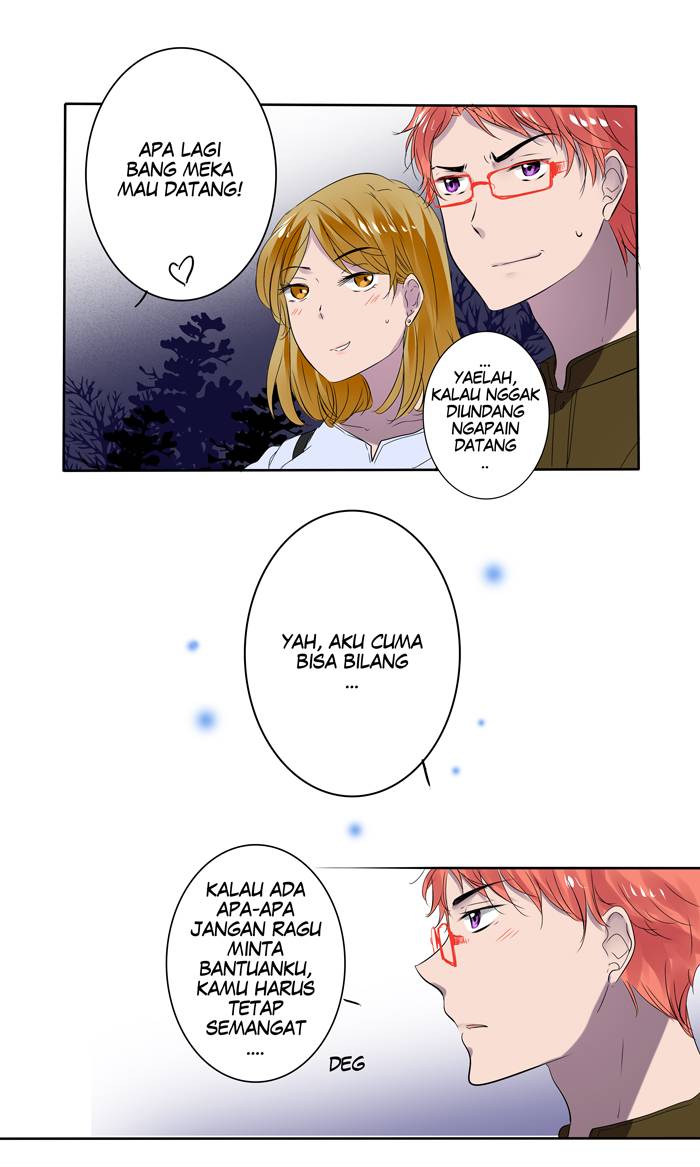 APA LAGI
BANG MEKA
MAU DATANG!
...
YAELAH,
KALAU NGGAK
DIUNDANG
NGAPAIN
DATANG
..
YAH, AKU CUMA
BISA BILANG
...
KALAU ADA
APA-APA
JANGAN RAGU
MINTA
BANTUANKU,
KAMU HARUS
TETAP
SEMANGAT
....
DEG